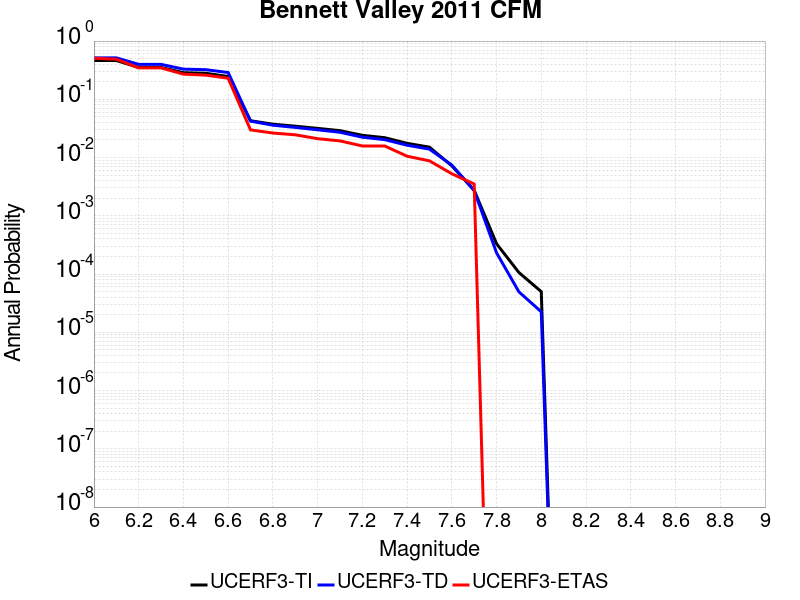 Bennett Valley 2011 CFM
10^0
10^-1
10^-2
10^-3
10^-4
10^-5
10^-6
10^-7
10^-8
Annual Probability
6 6.2 6.4 6.6 6.8 7 7.2 7.4 7.6 7.8 8 8.2 8.4 8.6 8.8 9
Magnitude
UCERF3-TI UCERF3-TD UCERF3-ETAS